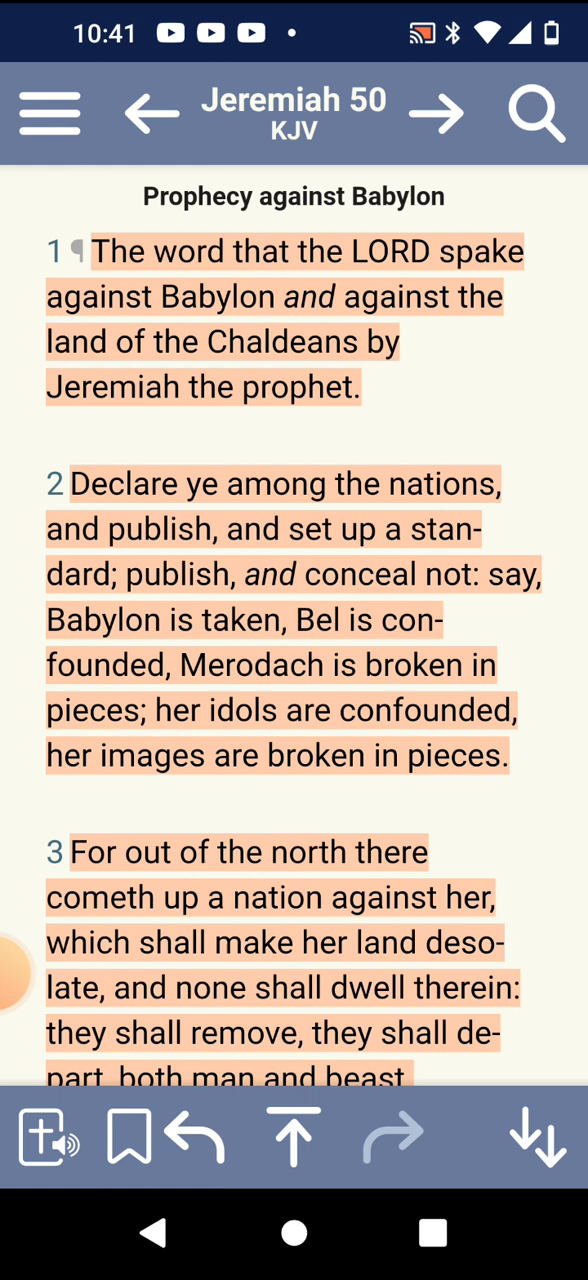 10:41
Jeremiah 50
KJV
Prophecy against Babylon
1 ¶ The word that the LORD spake
against Babylon and against the
land of the Chaldeans by
Jeremiah the prophet.
2 Declare ye among the nations,
and publish, and set up a stan-
dard; publish, and conceal not: say,
Babylon is taken, Bel is con-
founded, Merodach is broken in
pieces; her idols are confounded,
her images are broken in pieces.
3 For out of the north there
cometh up a nation against her,
which shall make her land deso-
late, and none shall dwell therein:
they shall remove, they shall de-
part, both man and beast.